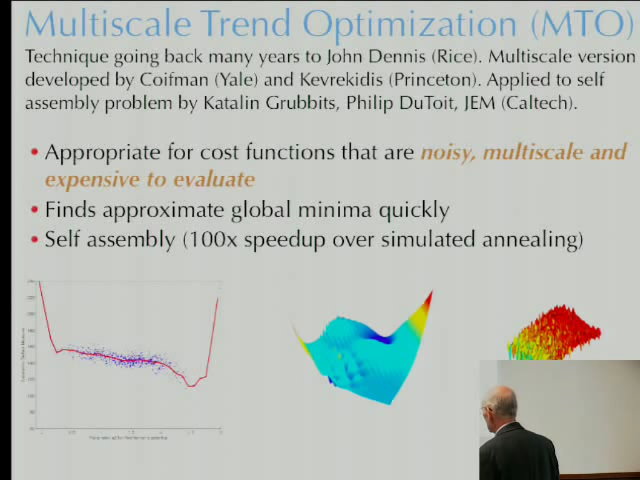 Multiscale Trend Optimization (MTO)
Technique going back many years to John Dennis (Rice). Multiscale version
developed by Coifman (Yale) and Kevrekidis (Princeton). Applied to self
assembly problem by Katalin Grubbits, Philip DuToit, JEM (Caltech).
• Appropriate for cost functions that are noisy, multiscale and
expensive to evaluate
• Finds approximate global minima quickly
• Self assembly (100x speedup over simulated annealing)